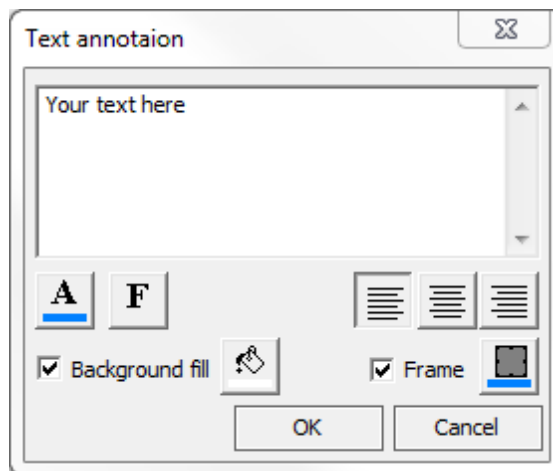 Text annotaion
Your text here
A F
Background fill Frame
OK Cancel